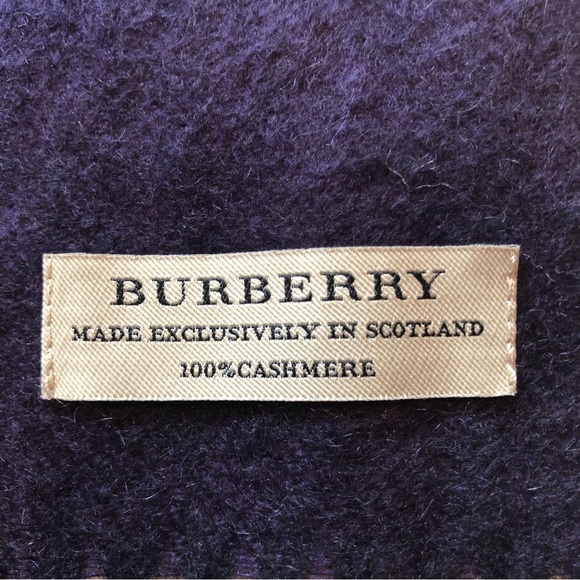 BURBERRY
MADE EXCLUSIVELY IN SCOTLAND
100%CASHMERE